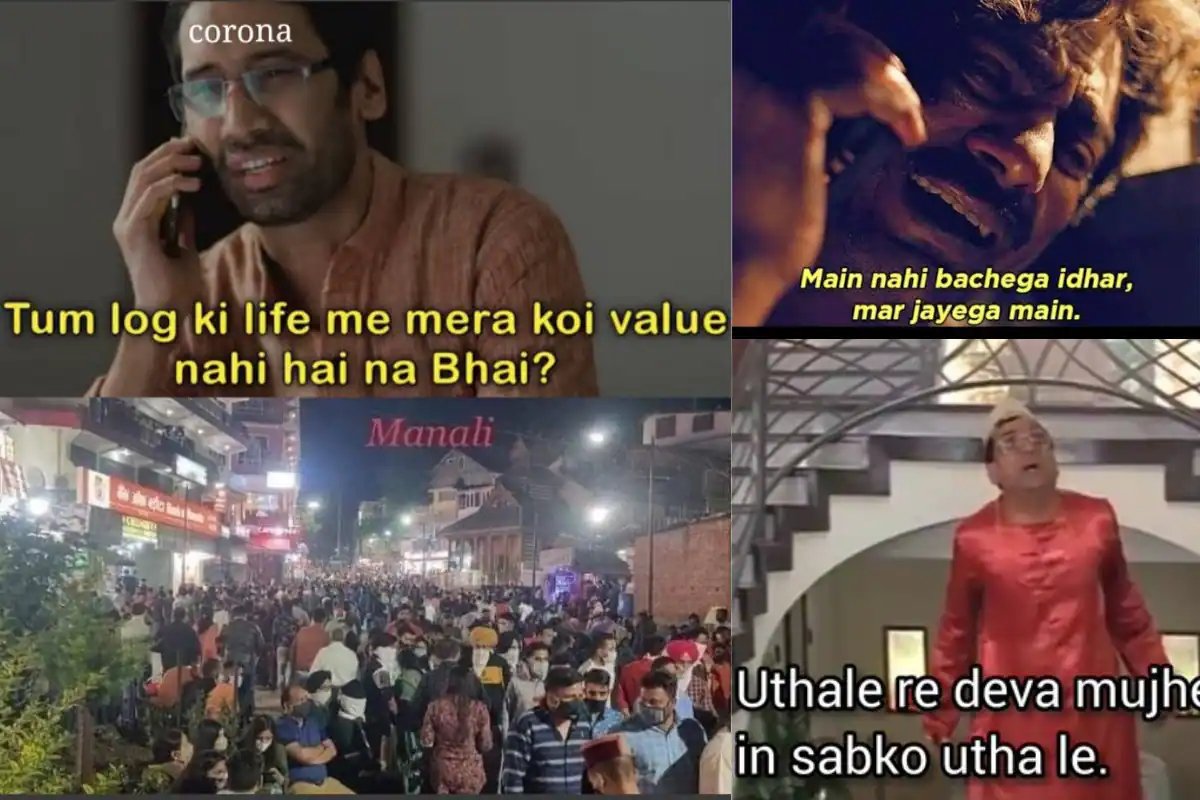 corona
Tum log ki life me mera koi value
nahi hai na Bhai?
Manali
Main nahi bachega idhar,
mar jayega main.
Uthale re deva mujhe
in sabko utha le.